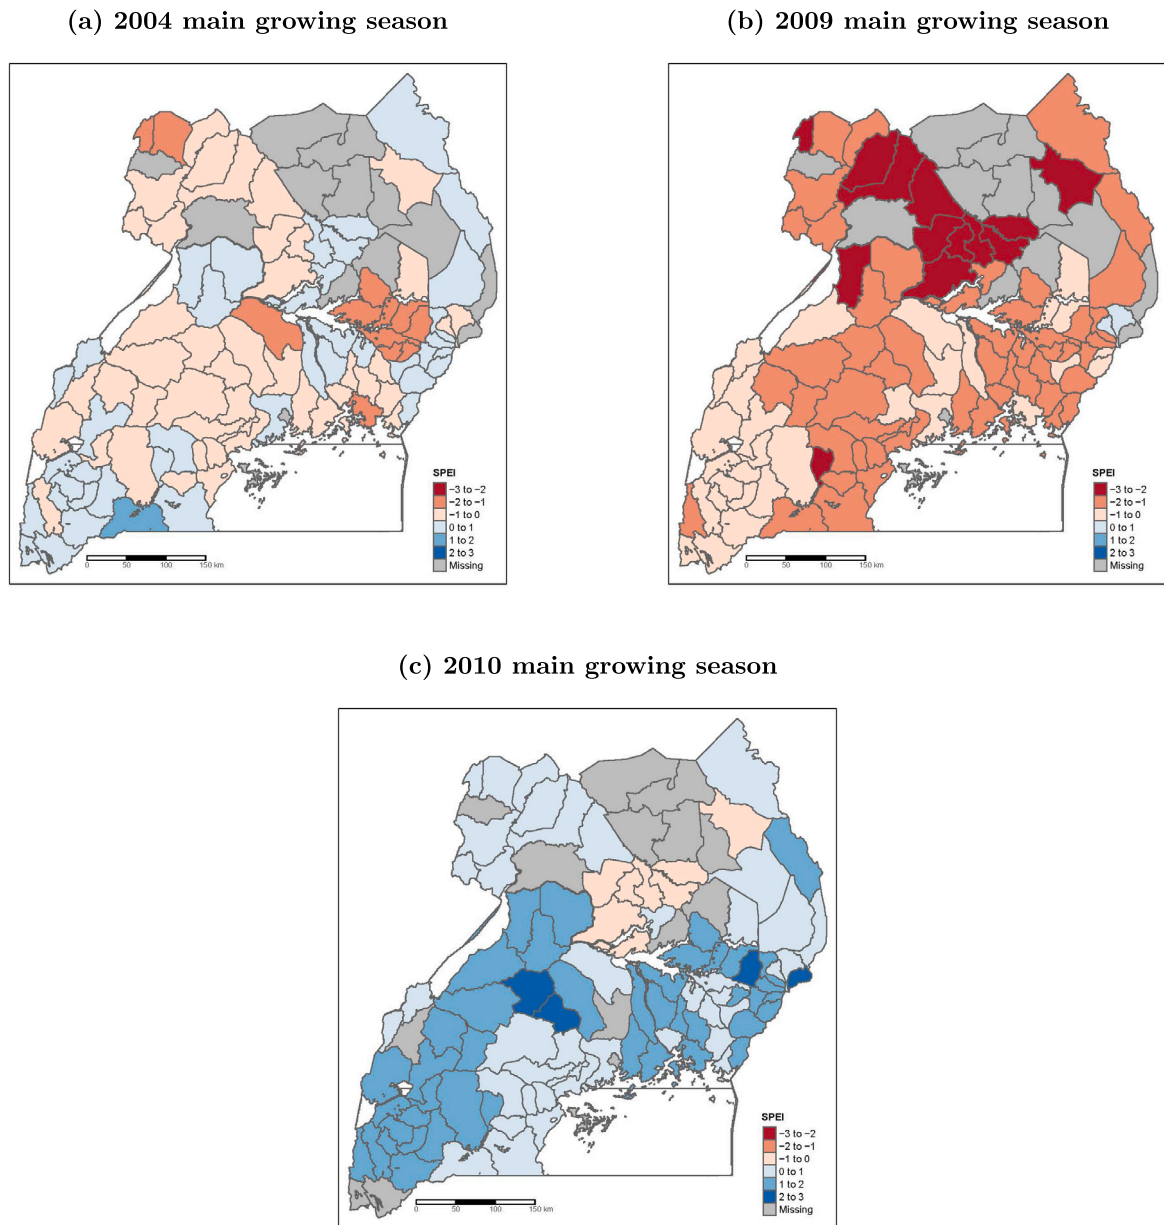 (a) 2004 main growing season
SPEI
−3 to −2
−2 to −1
−1 to 0
0 to 1
1 to 2
2 to 3
Missing
0 50 100 150 km
(b) 2009 main growing season
SPEI
−3 to −2
−2 to −1
−1 to 0
0 to 1
1 to 2
2 to 3
Missing
0 50 100 150 km
(c) 2010 main growing season
SPEI
−3 to −2
−2 to −1
−1 to 0
0 to 1
1 to 2
2 to 3
Missing
0 50 100 150 km